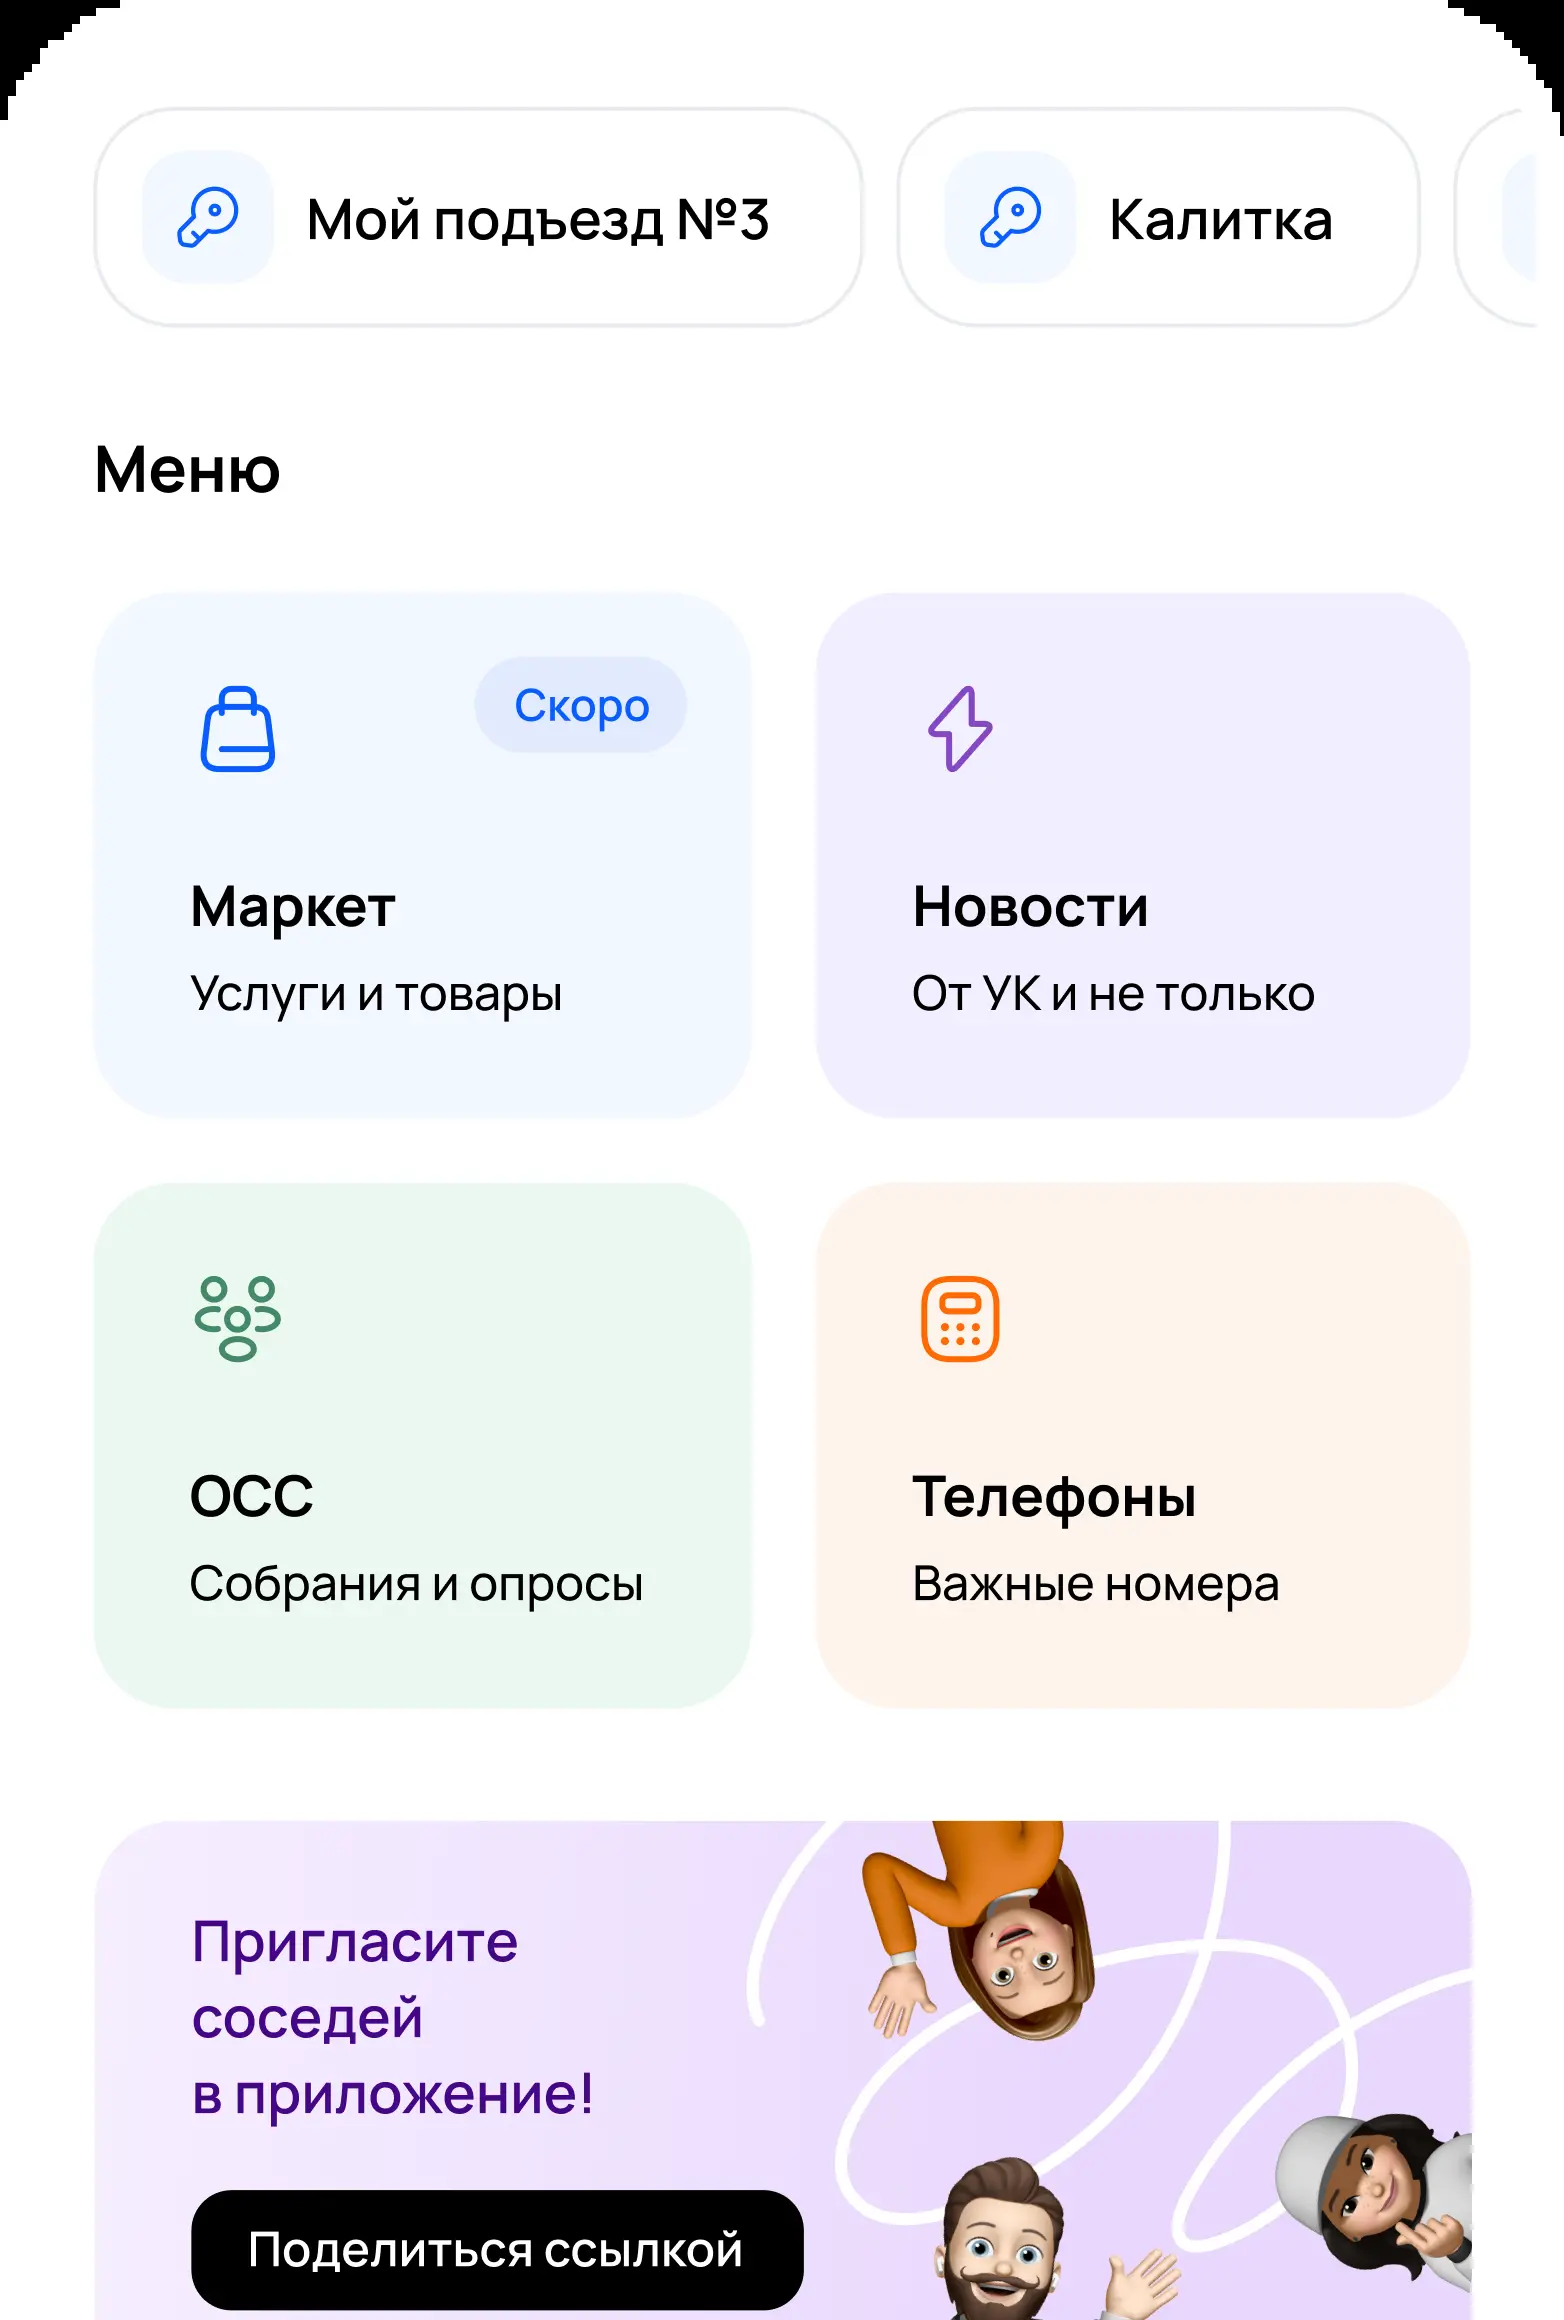 Мой подъезд №3
Калитка
Меню
Скоро
Маркет
Услуги и товары
Новости
От УК и не только
ОСС
Собрания и опросы
Телефоны
Важные номера
Пригласите
соседей
в приложение!
Поделиться ссылкой